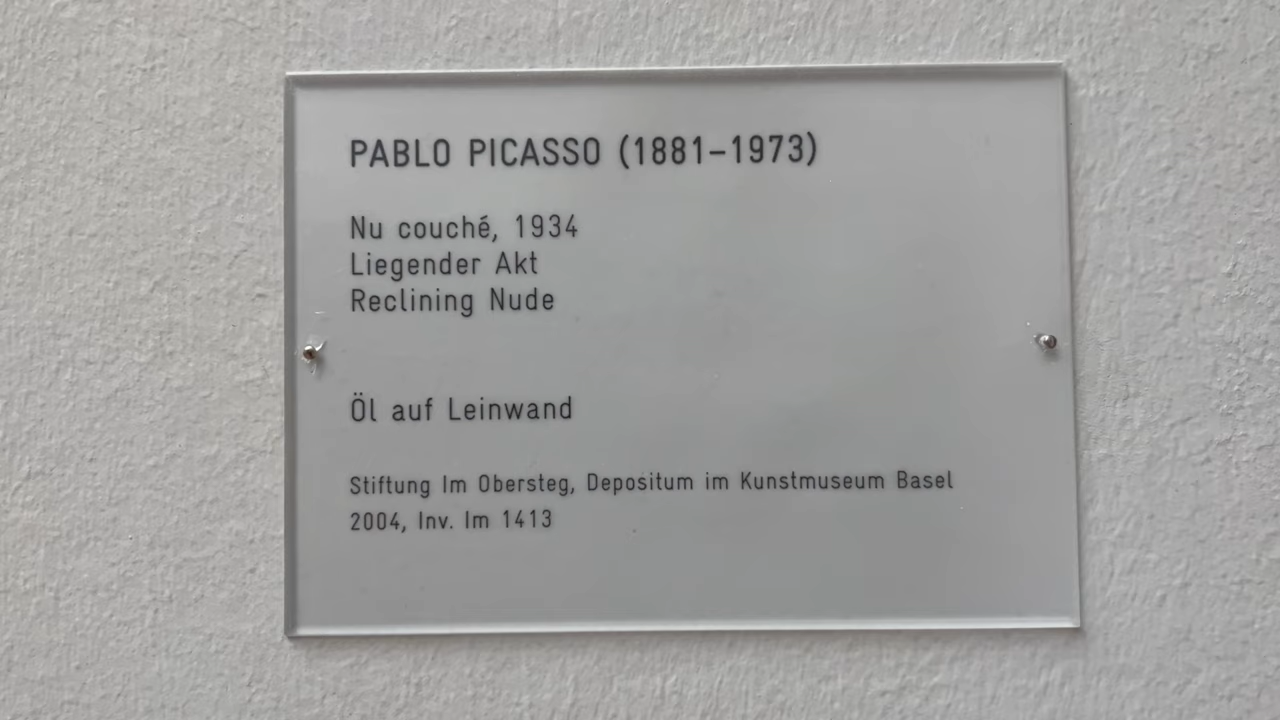 PABLO PICASSO (1881–1973)
Nu couché, 1934
Liegender Akt
Reclining Nude
Öl auf Leinwand
Stiftung Im Obersteg, Depositum im Kunstmuseum Basel
2004, Inv. Im 1413